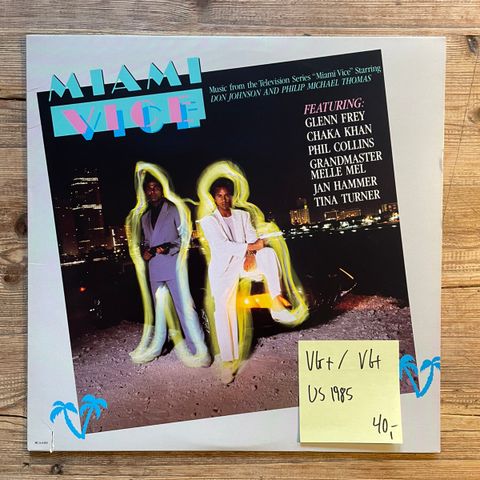 MIAMI
VICE
Music from the Television Series "Miami Vice" Starring
DON JOHNSON AND PHILIP MICHAEL THOMAS
FEATURING:
GLENN FREY
CHAKA KHAN
PHIL COLLINS
GRANDMASTER
MELLE MEL
JAN HAMMER
TINA TURNER
VG+ / VG+
US 1985
40,-